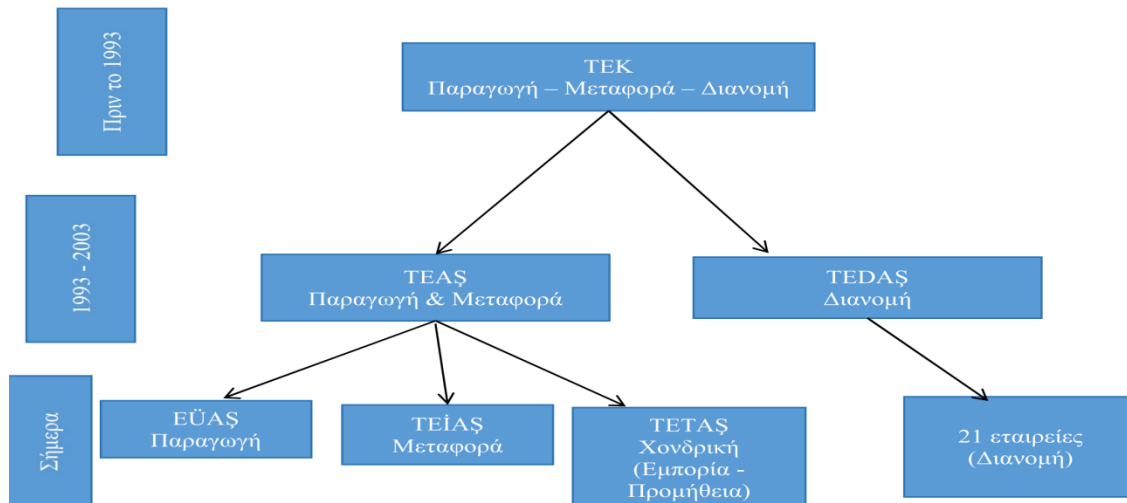 Πριν το 1993
ΤΕΚ
Παραγωγή – Μεταφορά – Διανομή
1993 - 2003
TEAŞ
Παραγωγή & Μεταφορά
TEDAŞ
Διανομή
Σήμερα
EÜAŞ
Παραγωγή
TEİAŞ
Μεταφορά
TETAŞ
Χονδρική
(Εμπορία -
Προμήθεια)
21 εταιρείες
(Διανομή)